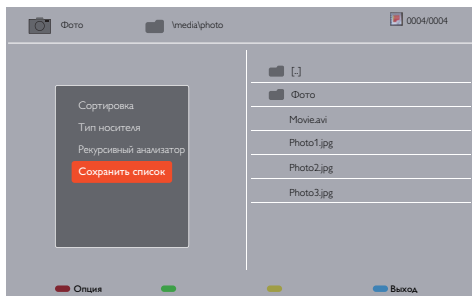 Фото
\media\photo
0004/0004
[..]
Фото
Movie.avi
Photo1.jpg
Photo2.jpg
Photo3.jpg
Сортировка
Тип носителя
Рекурсивный анализатор
Сохранить список
Опция
Выход